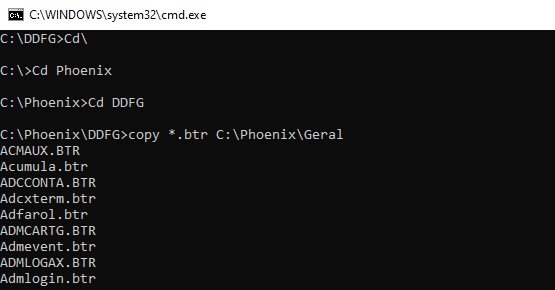 C:\WINDOWS\system32\cmd.exe
C:\DDFG>Cd\
C:\>Cd Phoenix
C:\Phoenix>Cd DDFG
C:\Phoenix\DDFG>copy *.btr C:\Phoenix\Geral
ACMAUX.BTR
Acumula.btr
ADCCONTA.BTR
Adcxterm.btr
Adfarol.btr
ADMCARTG.BTR
Admevent.btr
ADMLOGAX.BTR
Admlogin.btr